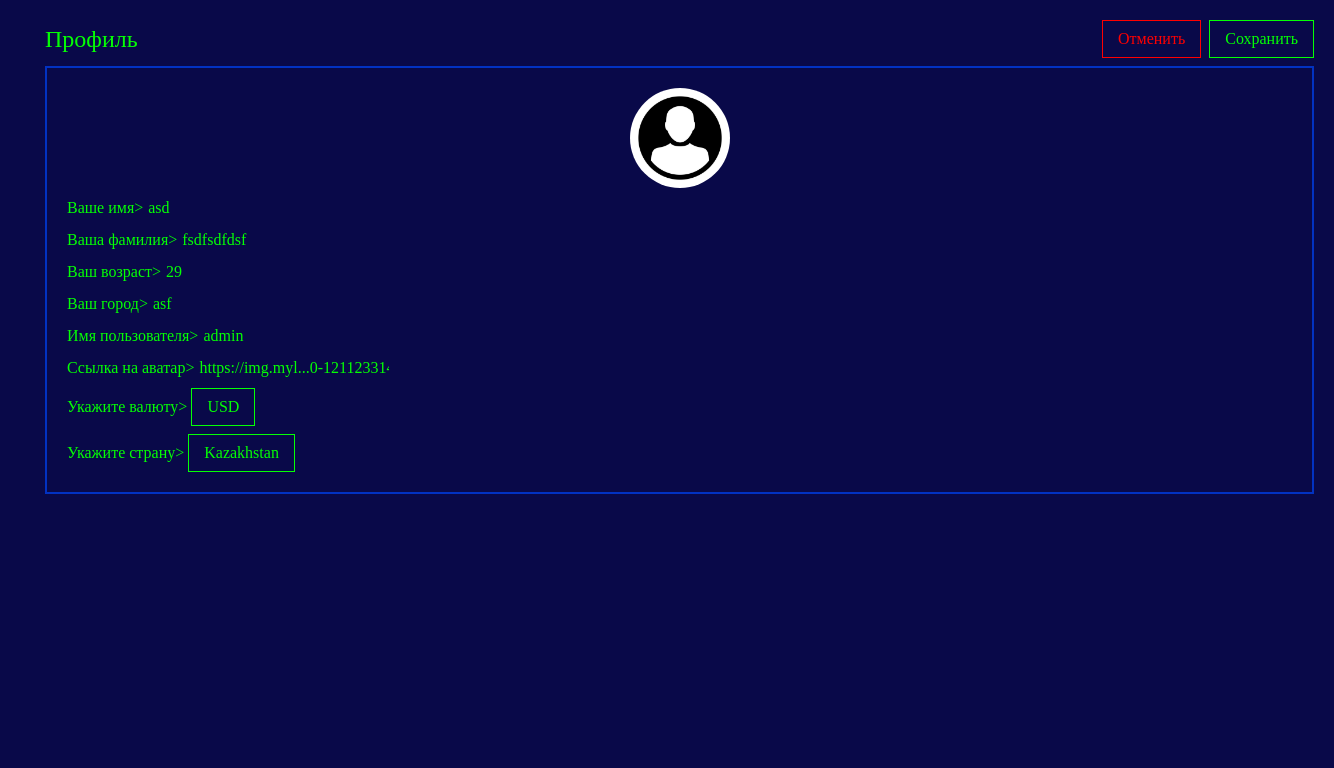 Профиль
Отменить
Сохранить
Ваше имя> asd
Ваша фамилия> fsdfsdfdsf
Ваш возраст> 29
Ваш город> asf
Имя пользователя> admin
Ссылка на аватар> https://img.myl...0-12112331
Укажите валюту> USD
Укажите страну> Kazakhstan